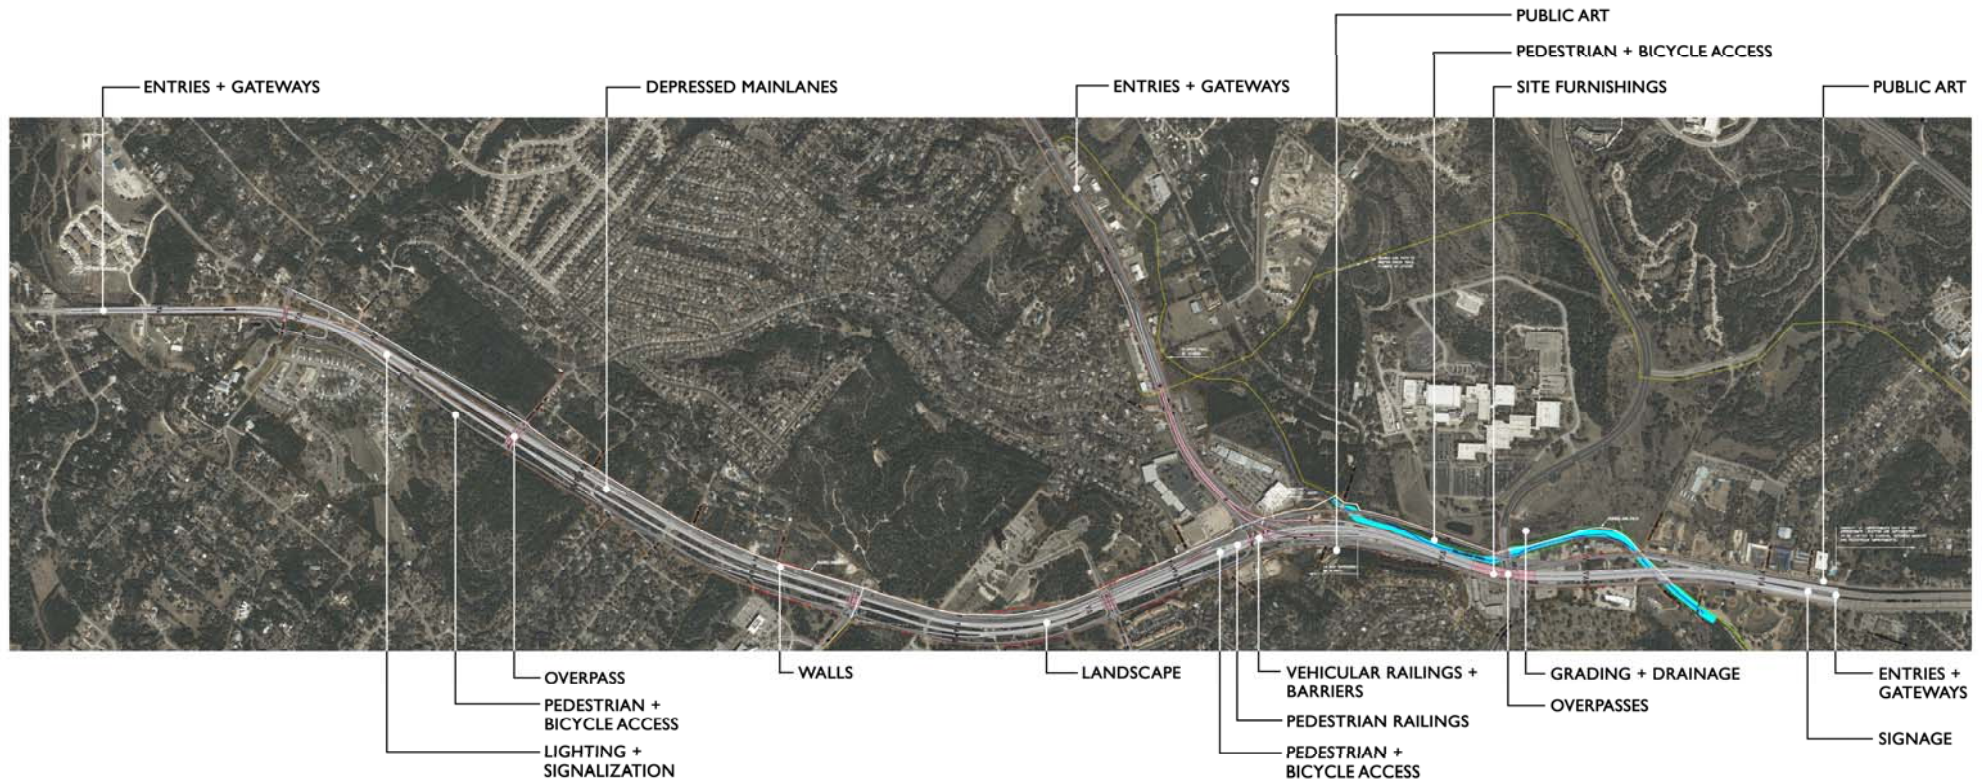 PUBLIC ART
PEDESTRIAN + BICYCLE ACCESS
ENTRIES + GATEWAYS
DEPRESSED MAINLANES
ENTRIES + GATEWAYS
SITE FURNISHINGS
PUBLIC ART
OVERPASS
PEDESTRIAN +
BICYCLE ACCESS
LIGHTING +
SIGNALIZATION
WALLS
LANDSCAPE
VEHICULAR RAILINGS +
BARRIERS
PEDESTRIAN RAILINGS
PEDESTRIAN +
BICYCLE ACCESS
GRADING + DRAINAGE
OVERPASSES
ENTRIES +
GATEWAYS
SIGNAGE